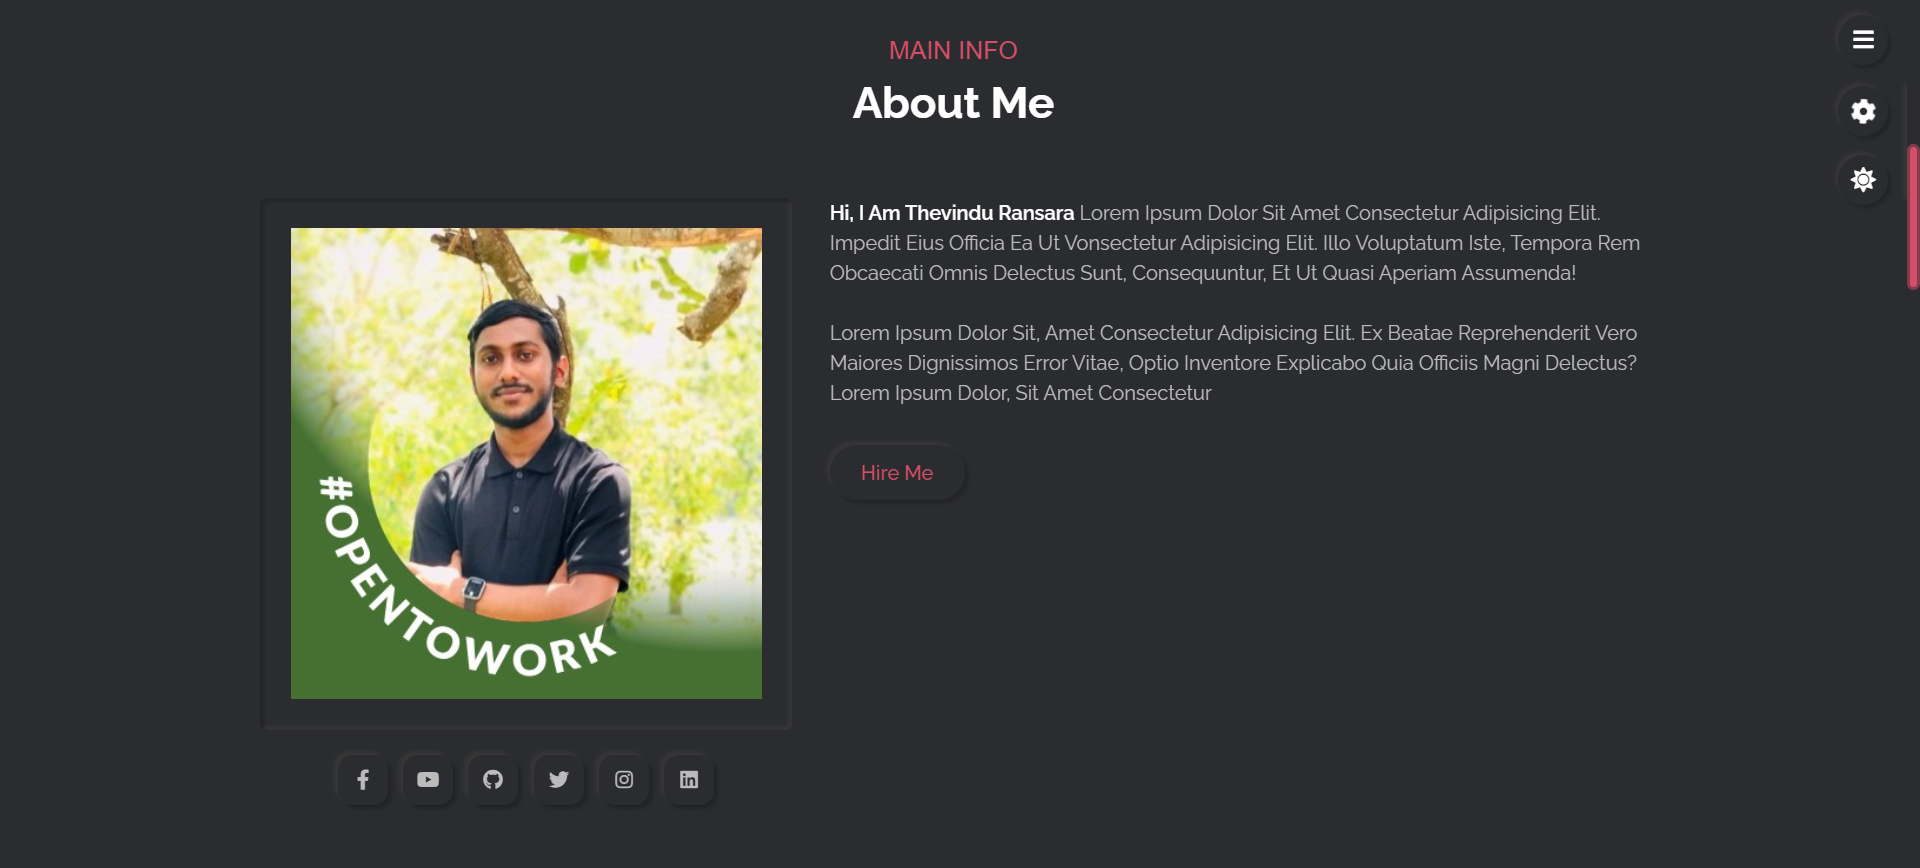 MAIN INFO
About Me
Hi, I Am Thevindu Ransara Lorem Ipsum Dolor Sit Amet Consectetur Adipisicing Elit.
Impedit Eius Officia Ea Ut Vonsectetur Adipisicing Elit. Illo Voluptatum Iste, Tempora Rem
Obcaecati Omnis Delectus Sunt, Consequuntur, Et Ut Quasi Aperiam Assumenda!
Lorem Ipsum Dolor Sit, Amet Consectetur Adipisicing Elit. Ex Beatae Reprehenderit Vero
Maiores Dignissimos Error Vitae, Optio Inventore Explicabo Quia Officiis Magni Delectus?
Lorem Ipsum Dolor, Sit Amet Consectetur
Hire Me
#OPENTOWORK